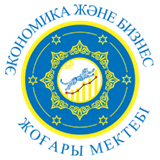 ЭКОНОМИКА ЖӘНЕ БИЗНЕС
ЖОҒАРЫ МЕКТЕБІ